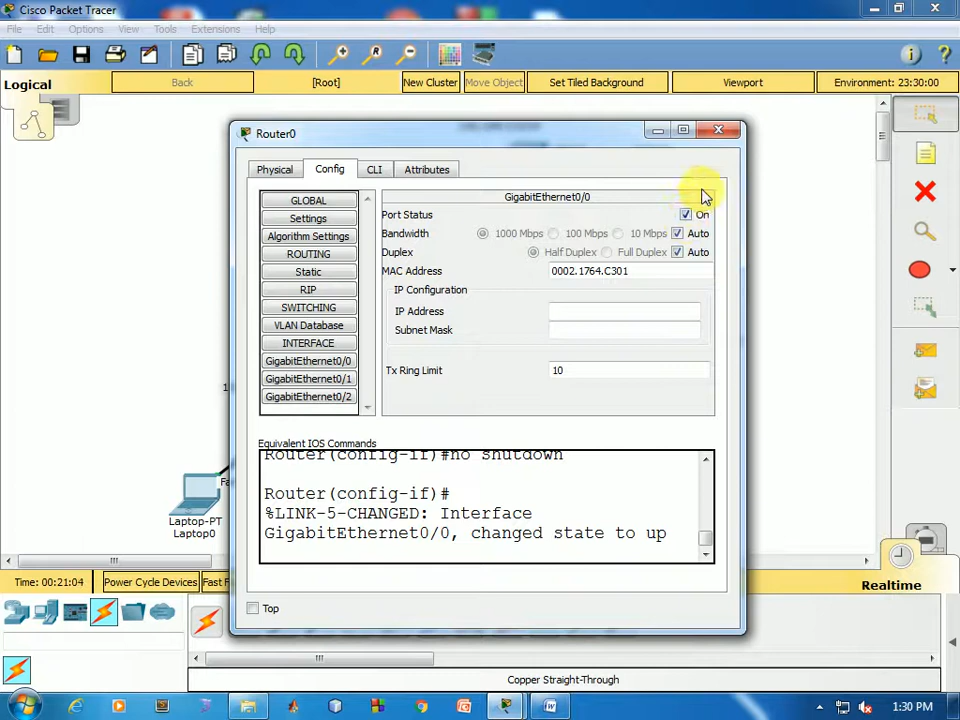 Cisco Packet Tracer
File Edit Options View Tools Extensions Help
Logical
Back
[Root]
New Cluster
Move Object
Set Tiled Background
Viewport
Environment: 23:30:00
Router0
Physical Config CLI Attributes
GLOBAL
Settings
Algorithm Settings
ROUTING
Static
RIP
SWITCHING
VLAN Database
INTERFACE
GigabitEthernet0/0
GigabitEthernet0/1
GigabitEthernet0/2
GigabitEthernet0/0
Port Status On
Bandwidth 1000 Mbps 100 Mbps 10 Mbps Auto
Duplex Half Duplex Full Duplex Auto
MAC Address 0002.1764.C301
IP Configuration
IP Address
Subnet Mask
Tx Ring Limit 10
Equivalent IOS Commands
Router(config-if)#no shutdown
Router(config-if)#
%LINK-5-CHANGED: Interface
GigabitEthernet0/0, changed state to up
Top
Fa
Laptop-PT
Laptop0
Time: 00:21:04
Power Cycle Devices
Realtime
Copper Straight-Through
1:30 PM